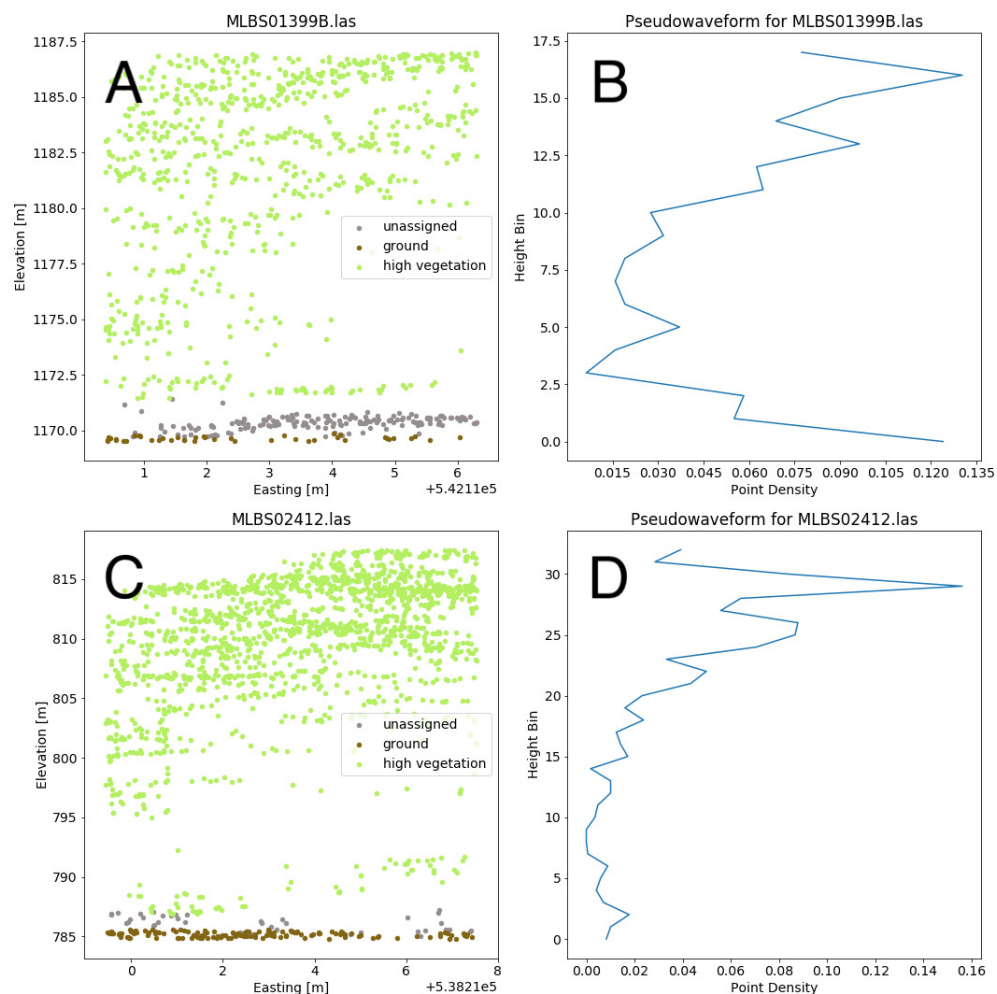 MLBS01399B.las
A
Elevation [m]
1187.5
1185.0
1182.5
1180.0
1177.5
1175.0
1172.5
1170.0
unassigned
ground
high vegetation
1 2 3 4 5 6
Easting [m]
+5.4211e5
Pseudowaveform for MLBS01399B.las
B
Height Bin
17.5
15.0
12.5
10.0
7.5
5.0
2.5
0.0
0.015 0.030 0.045 0.060 0.075 0.090 0.105 0.120 0.135
Point Density
MLBS02412.las
C
Elevation [m]
815
810
805
800
795
790
785
unassigned
ground
high vegetation
0 2 4 6 8
Easting [m]
+5.3821e5
Pseudowaveform for MLBS02412.las
D
Height Bin
30
25
20
15
10
5
0
0.00 0.02 0.04 0.06 0.08 0.10 0.12 0.14 0.16
Point Density